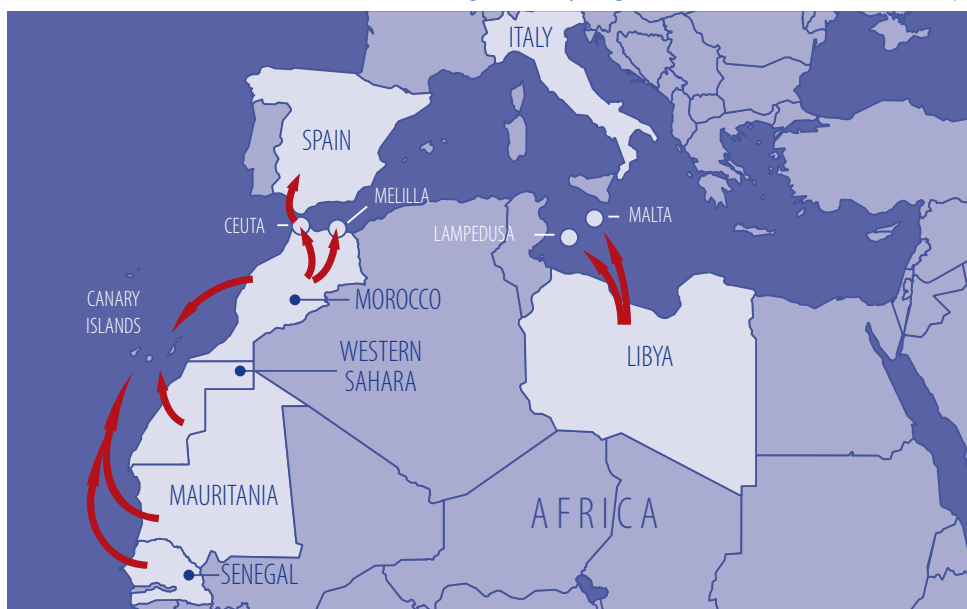 ITALY
SPAIN
MELILLA
CEUTA
MALTA
LAMPEDUSA
CANARY
ISLANDS
MOROCCO
WESTERN
SAHARA
LIBYA
MAURITANIA
AFRICA
SENEGAL